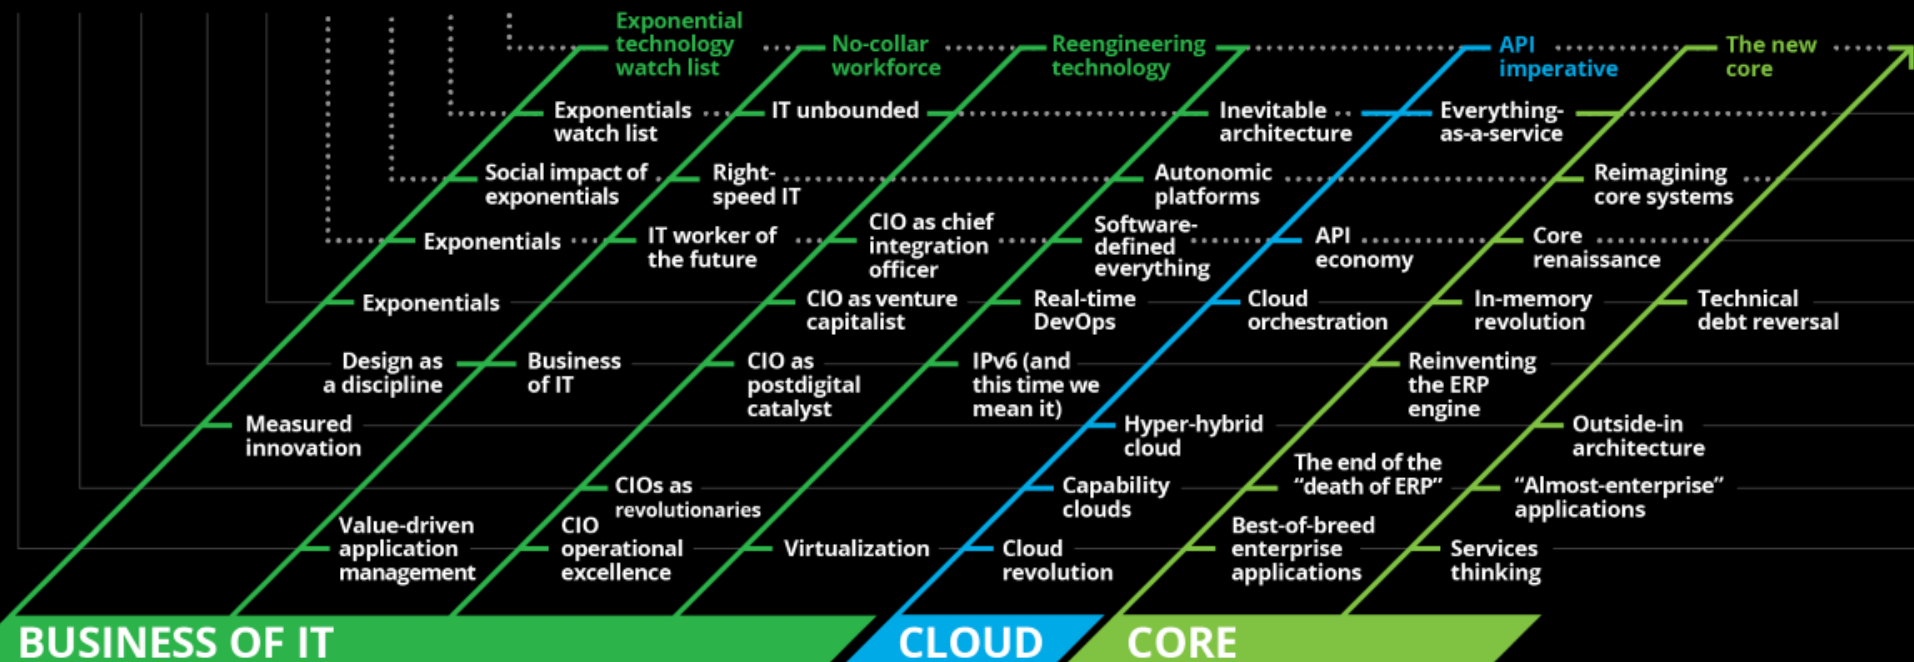 Exponential
technology
watch list
No-collar
workforce
Reengineering
technology
API
imperative
The new
core
Exponentials
watch list
IT unbounded
Inevitable
architecture
Everything-
as-a-service
Social impact of
exponentials
Right-
speed IT
Autonomic
platforms
Reimagining
core systems
Exponentials
IT worker of
the future
CIO as chief
integration
officer
Software-
defined
everything
API
economy
Core
renaissance
Exponentials
CIO as venture
capitalist
Real-time
DevOps
Cloud
orchestration
In-memory
revolution
Technical
debt reversal
Design as
a discipline
Business
of IT
CIO as
postdigital
catalyst
IPv6 (and
this time we
mean it)
Reinventing
the ERP
engine
Measured
innovation
Hyper-hybrid
cloud
Outside-in
architecture
CIOs as
revolutionaries
Capability
clouds
The end of the
“death of ERP”
“Almost-enterprise”
applications
Value-driven
application
management
CIO
operational
excellence
Virtualization
Cloud
revolution
Best-of-breed
enterprise
applications
Services
thinking
BUSINESS OF IT
CLOUD
CORE